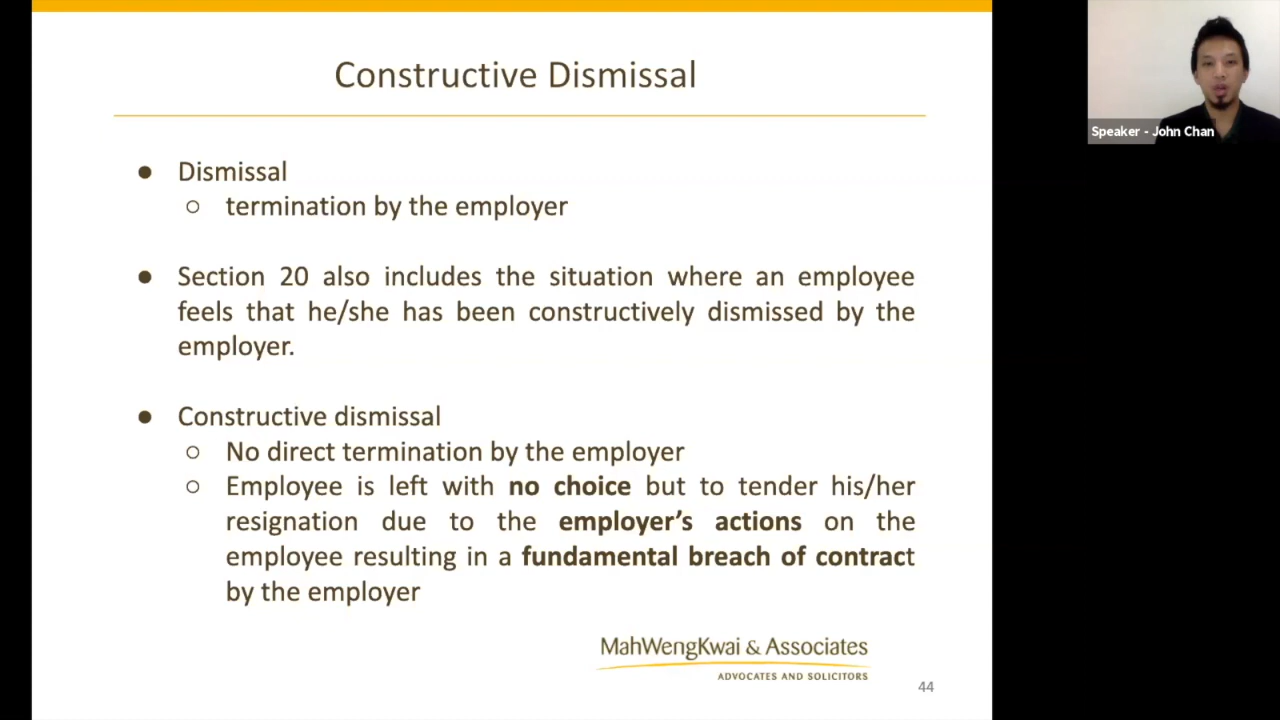 Constructive Dismissal
● Dismissal
○ termination by the employer
● Section 20 also includes the situation where an employee
feels that he/she has been constructively dismissed by the
employer.
● Constructive dismissal
○ No direct termination by the employer
○ Employee is left with no choice but to tender his/her
resignation due to the employer's actions on the
employee resulting in a fundamental breach of contract
by the employer
MahWengKwai & Associates
ADVOCATES AND SOLICITORS
44
Speaker - John Chan